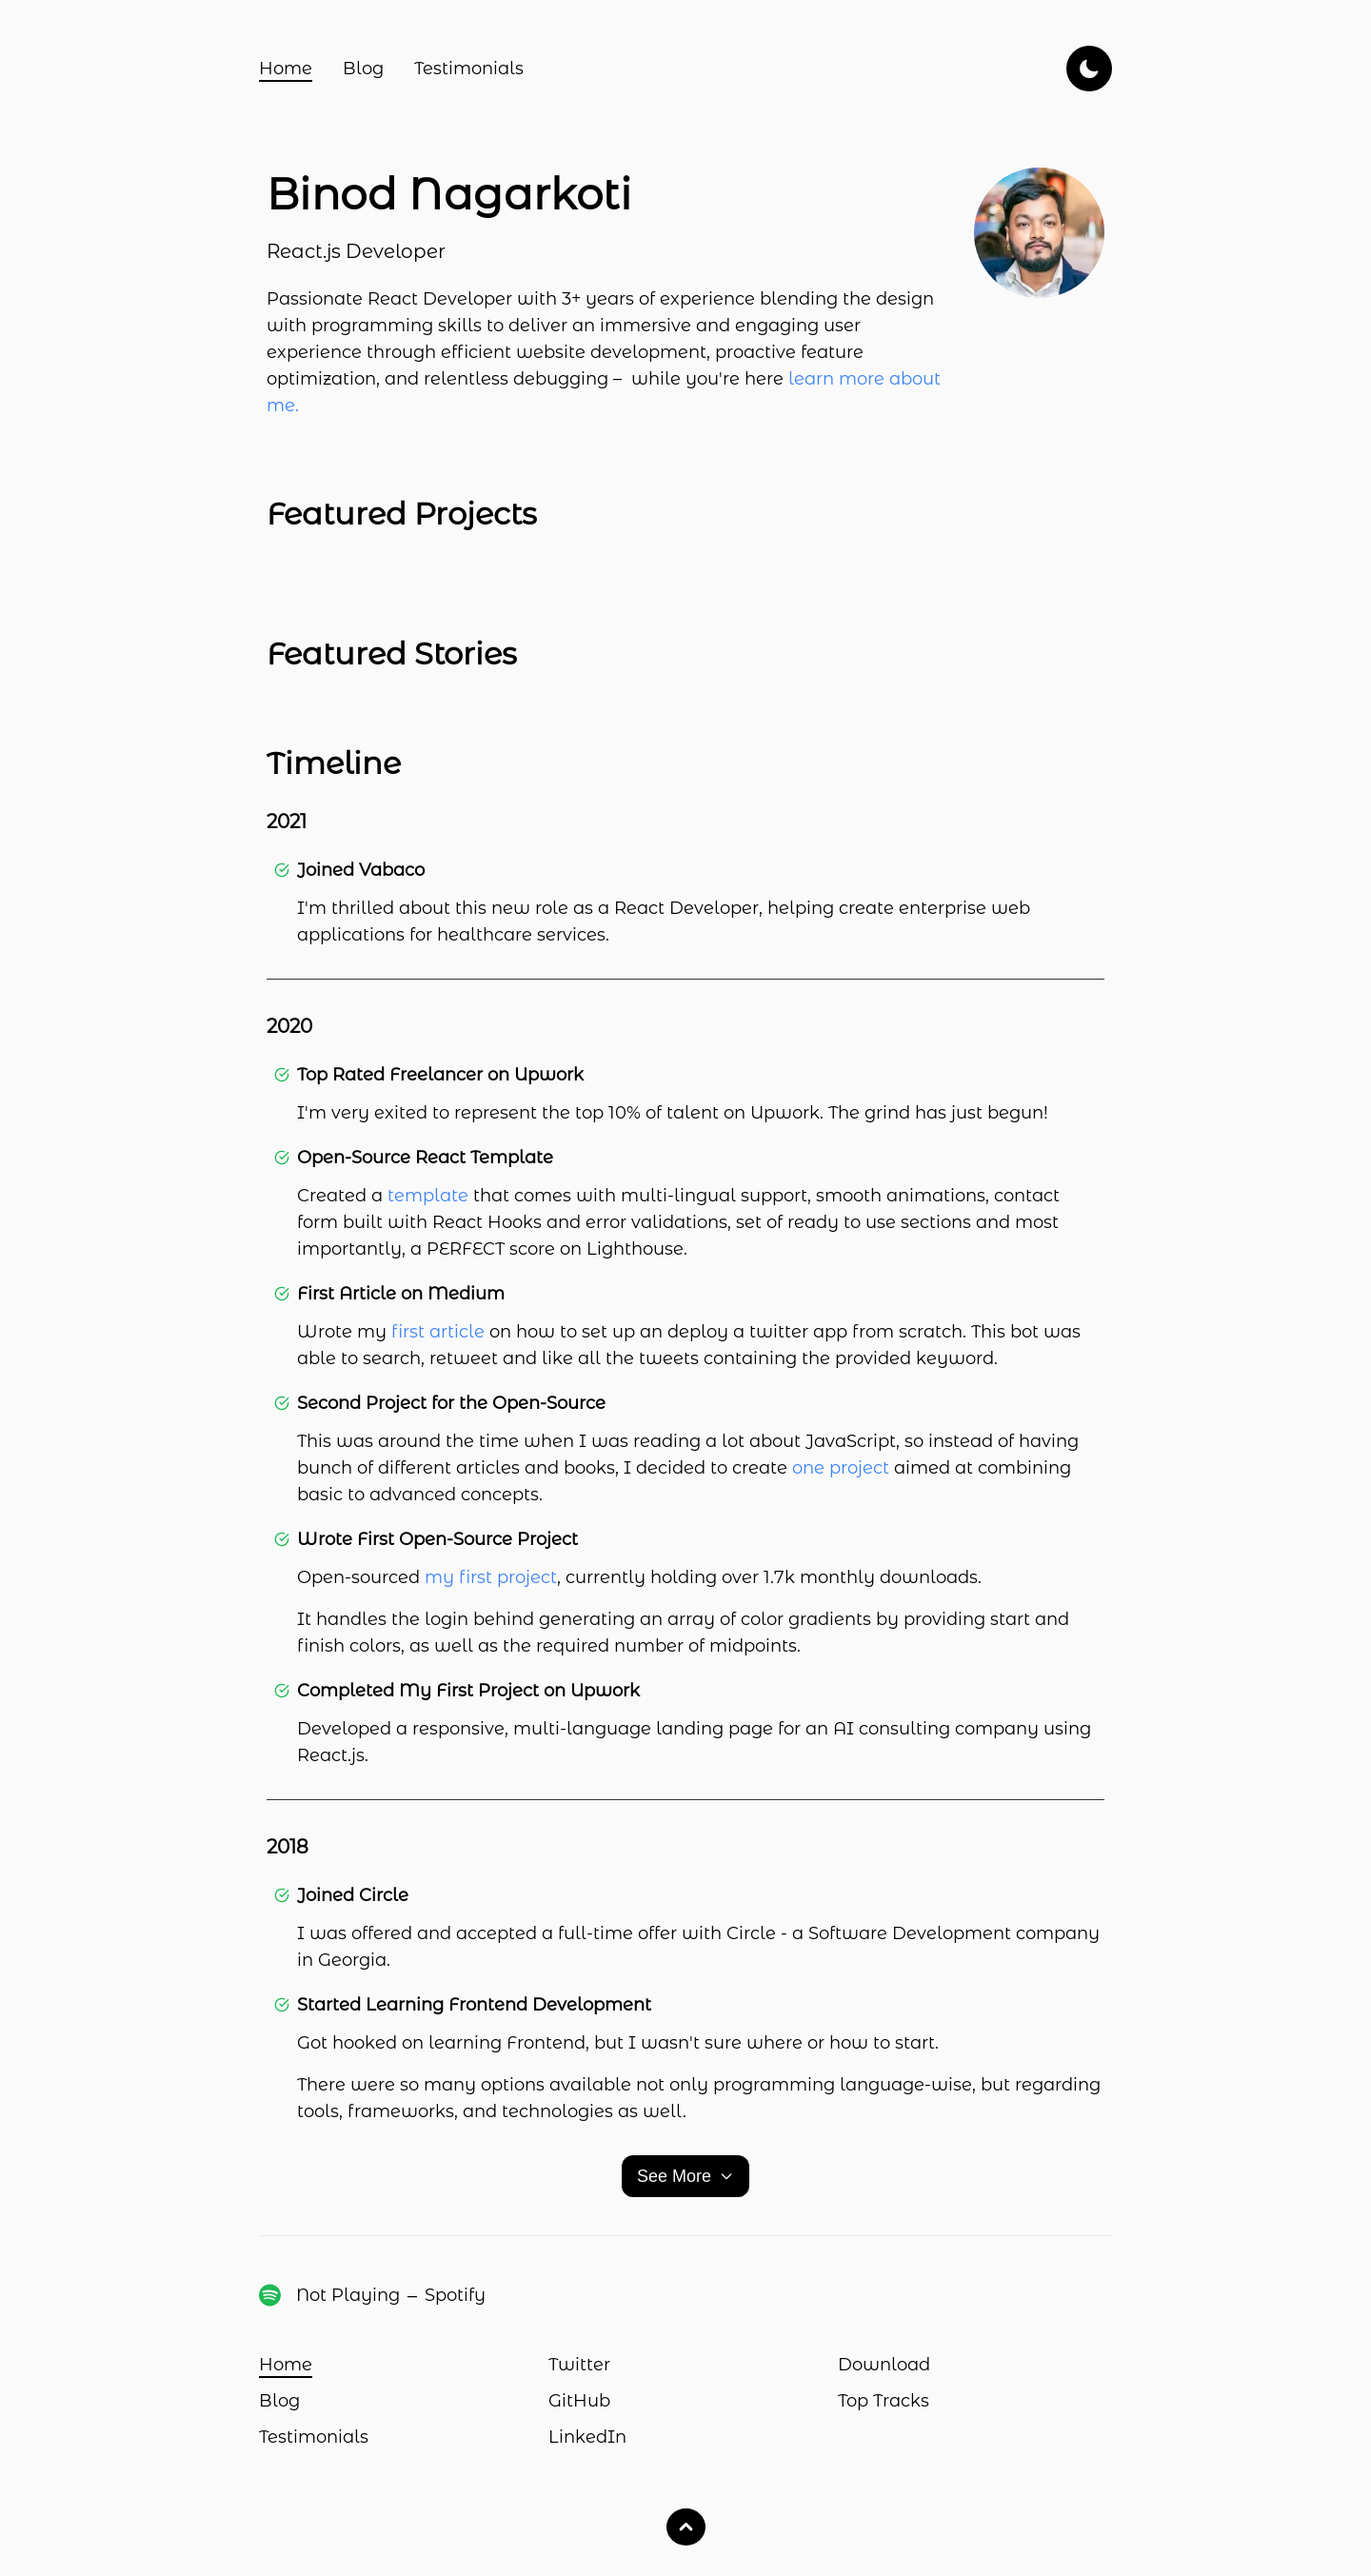 Home Blog Testimonials
Binod Nagarkoti
React.js Developer
Passionate React Developer with 3+ years of experience blending the design
with programming skills to deliver an immersive and engaging user
experience through efficient website development, proactive feature
optimization, and relentless debugging – while you're here learn more about
me.
Featured Projects
Featured Stories
Timeline
2021
Joined Vabaco
I'm thrilled about this new role as a React Developer, helping create enterprise web
applications for healthcare services.
2020
Top Rated Freelancer on Upwork
I'm very exited to represent the top 10% of talent on Upwork. The grind has just begun!
Open-Source React Template
Created a template that comes with multi-lingual support, smooth animations, contact
form built with React Hooks and error validations, set of ready to use sections and most
importantly, a PERFECT score on Lighthouse.
First Article on Medium
Wrote my first article on how to set up an deploy a twitter app from scratch. This bot was
able to search, retweet and like all the tweets containing the provided keyword.
Second Project for the Open-Source
This was around the time when I was reading a lot about JavaScript, so instead of having
bunch of different articles and books, I decided to create one project aimed at combining
basic to advanced concepts.
Wrote First Open-Source Project
Open-sourced my first project, currently holding over 1.7k monthly downloads.
It handles the login behind generating an array of color gradients by providing start and
finish colors, as well as the required number of midpoints.
Completed My First Project on Upwork
Developed a responsive, multi-language landing page for an AI consulting company using
React.js.
2018
Joined Circle
I was offered and accepted a full-time offer with Circle - a Software Development company
in Georgia.
Started Learning Frontend Development
Got hooked on learning Frontend, but I wasn't sure where or how to start.
There were so many options available not only programming language-wise, but regarding
tools, frameworks, and technologies as well.
See More
Not Playing – Spotify
Home Twitter Download
Blog GitHub Top Tracks
Testimonials LinkedIn